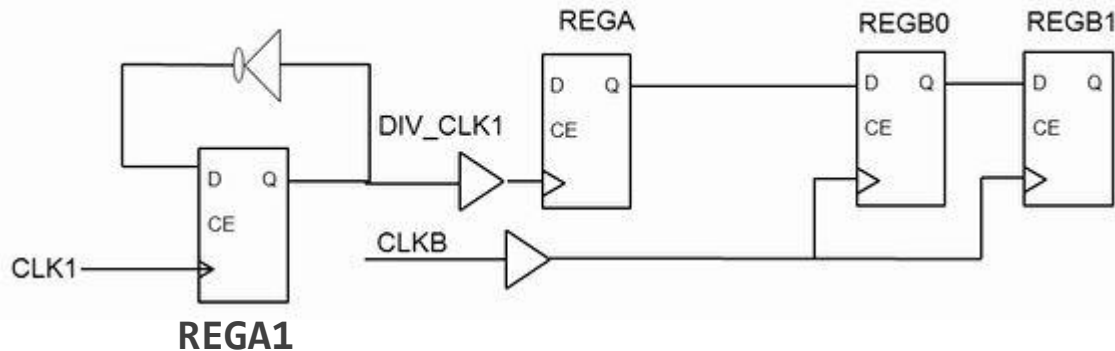 REGA
REGB0
REGB1
D Q
D Q
D Q
DIV_CLK1
CE
CE
CE
D Q
CE
CLKB
CLK1
REGA1